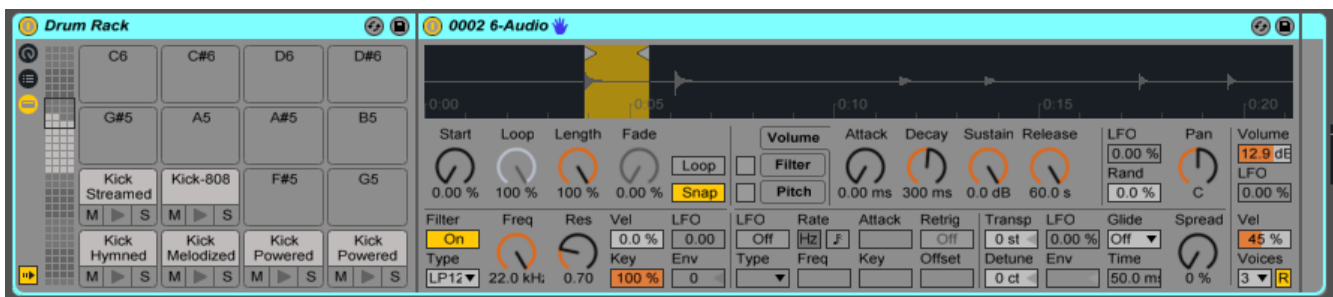 Drum Rack
0002 6-Audio
C6 C#6 D6 D#6
0:00 0:05 0:10 0:15 0:20
G#5 A5 A#5 B5
Start Loop Length Fade Volume Attack Decay Sustain Release LFO Pan Volume
0.00 % 12.9 dB
Loop Filter Rand LFO
Kick Streamed Kick-808 F#5 G5
0.00 % 100 % 100 % 0.00 % Snap Pitch 0.00 ms 300 ms 0.0 dB 60.0 s 0.0 % C 0.00 %
M S M S
Filter Freq Res Vel LFO LFO Rate Attack Retrig Transp LFO Glide Spread Vel
On 0.0 % 0.00 Off Hz Off 0 st 0.00 % Off 45 %
Kick Hymned Kick Melodized Kick Powered Kick Powered
Type Key Env Type Freq Key Offset Detune Env Time Voices
M S M S M S M S
LP12 22.0 kHz 0.70 100 % 0 0 ct 50.0 ms 0 % 3 R